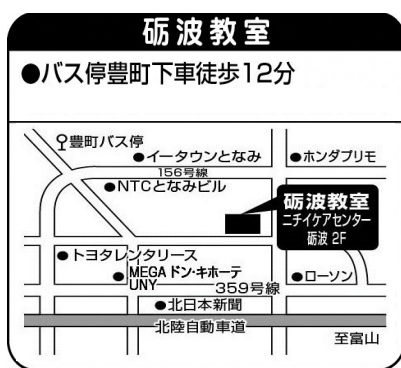 砺波教室
●バス停豊町下車徒歩12分
豊町バス停
●イータウンとなみ
●ホンダプリモ
156号線
●NTCとなみビル
砺波教室
ニチイケアセンター
砺波 2F
●トヨタレンタリース
●MEGA ドン・キホーテ
UNY
359号線
●ローソン
●北日本新聞
北陸自動車道
至富山